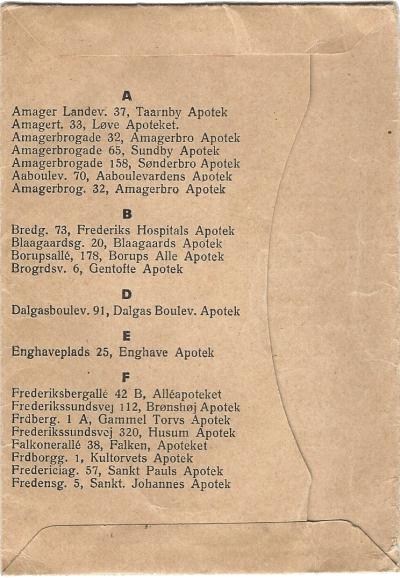 A
Amager Landev. 37, Taarnby Apotek
Amagert. 33, Løve Apoteket.
Amagerbrogade 32, Amagerbro Apotek
Amagerbrogade 65, Sundby Apotek
Amagerbrogade 158, Sønderbro Apotek
Aaboulev. 70, Aaboulevardens Apotek
Amagerbrog. 32, Amagerbro Apotek
B
Bredg. 73, Frederiks Hospitals Apotek
Blaagaardsg. 20, Blaagaards Apotek
Borupsallé, 178, Borups Alle Apotek
Brogrdsv. 6, Gentofte Apotek
D
Dalgasboulev. 91, Dalgas Boulev. Apotek
E
Enghaveplads 25, Enghave Apotek
F
Frederiksbergallé 42 B, Alléapoteket
Frederikssundsvej 112, Brønshøj Apotek
Frdberg. 1 A, Gammel Torvs Apotek
Frederikssundsvej 320, Husum Apotek
Falkonerallé 38, Falken, Apoteket
Frdborgg. 1, Kultorvets Apotek
Fredericiag. 57, Sankt Pauls Apotek
Fredensg. 5, Sankt. Johannes Apotek